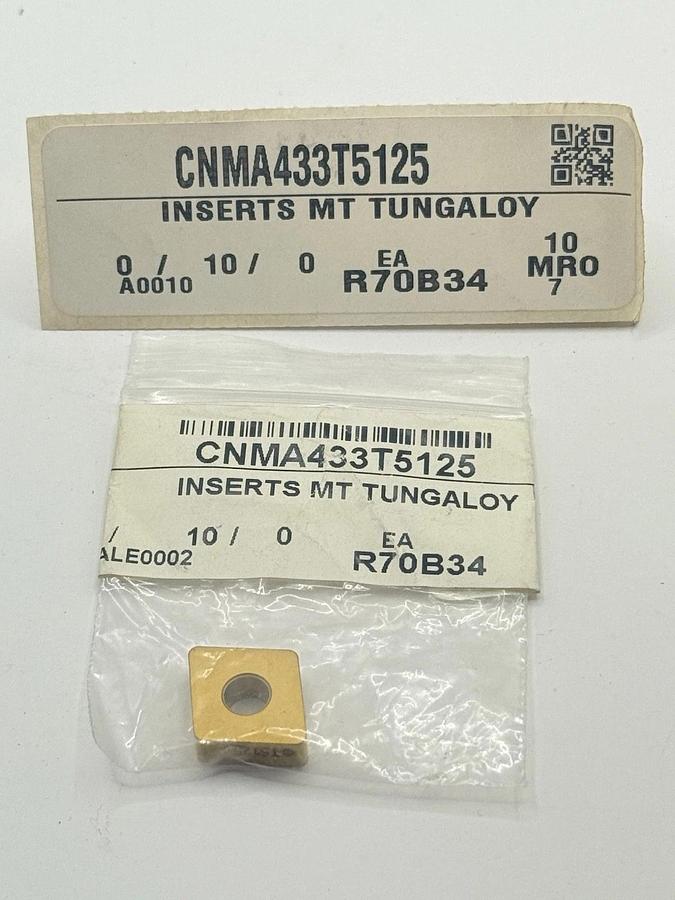 CNMA433T5125
INSERTS MT TUNGALOY
0 / 10 / 0 EA 10
A0010 R70B34 MRO
7
CNMA433T5125
INSERTS MT TUNGALOY
/ 10 / 0 EA
ALE0002 R70B34
T5125